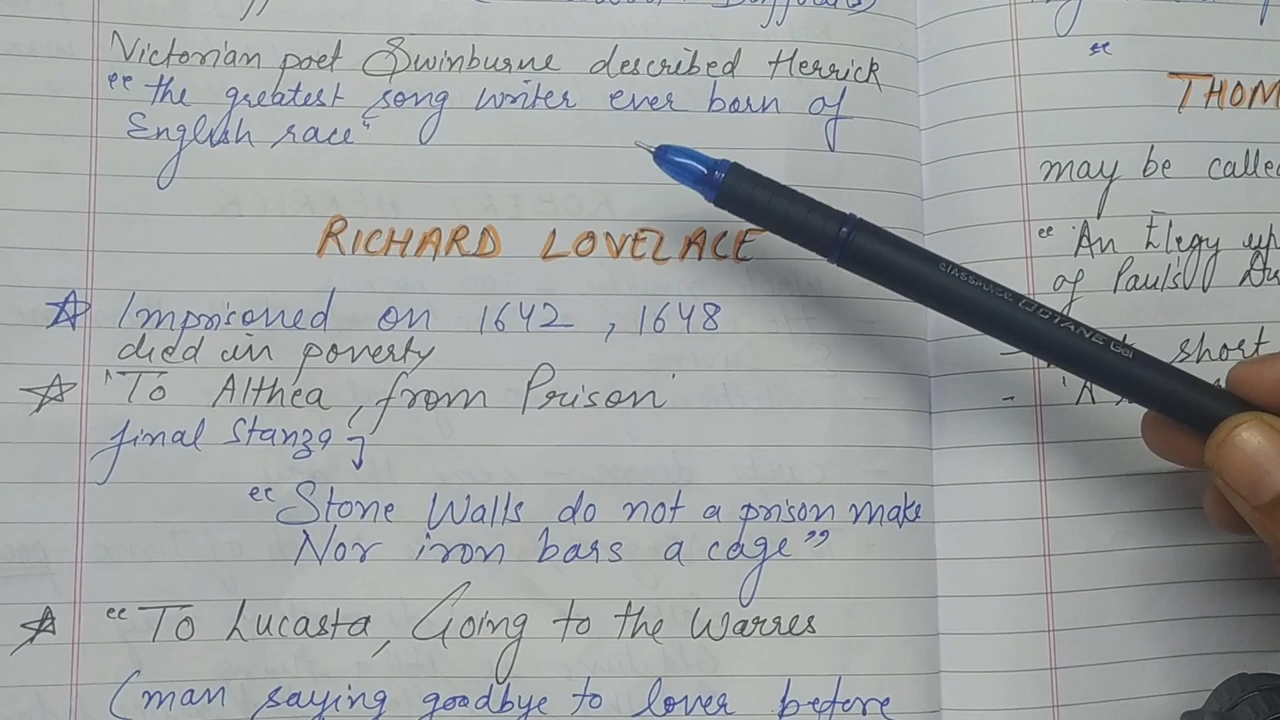 Victorian poet Swinburne described Herrick
"the greatest song writer ever born of
English race"
RICHARD LOVELACE
Imprisoned on 1642, 1648
died in poverty
'To Althea, from Prison'
final Stanza
"Stone Walls do not a prison make
Nor iron bars a cage"
"To Lucasta, Going to the Warres
(man saying goodbye to lover before
THOM
may be calle
"An Elegy up
of Paul's
short
OCTANE Gel